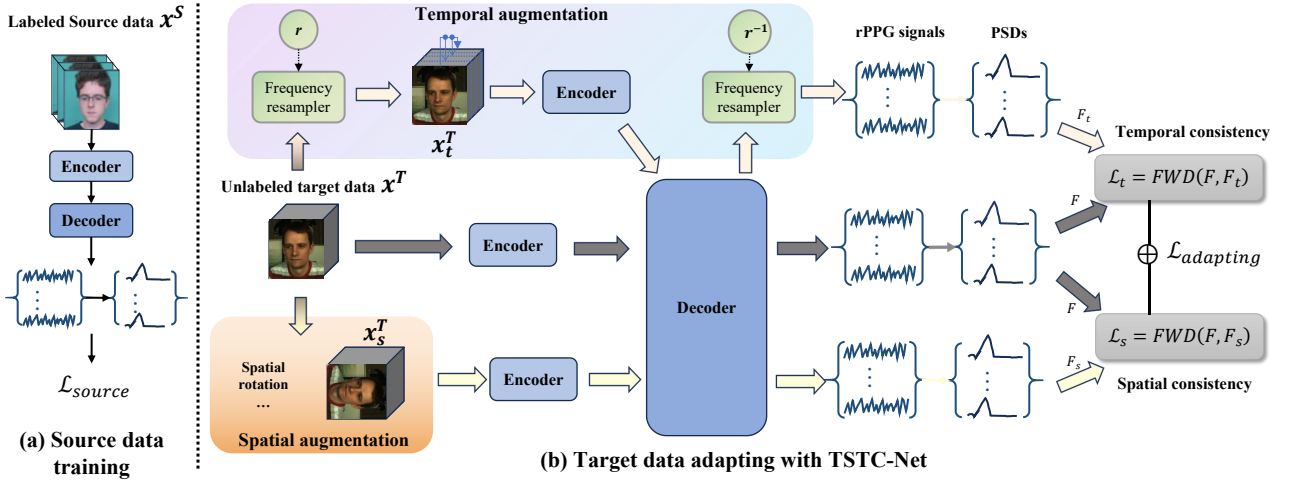 Labeled Source data x^S
Encoder
Decoder
ℒ_source
(a) Source data
training
Temporal augmentation
r
Frequency
resampler
x_t^T
Encoder
r^{-1}
Frequency
resampler
rPPG signals
PSDs
F_t
Temporal consistency
ℒ_t = FWD(F, F_t)
Unlabeled target data x^T
Encoder
Decoder
F
ℒ_adapting
F
ℒ_s = FWD(F, F_s)
Spatial consistency
F_s
x_s^T
Spatial
rotation
...
Encoder
Spatial augmentation
(b) Target data adapting with TSTC-Net